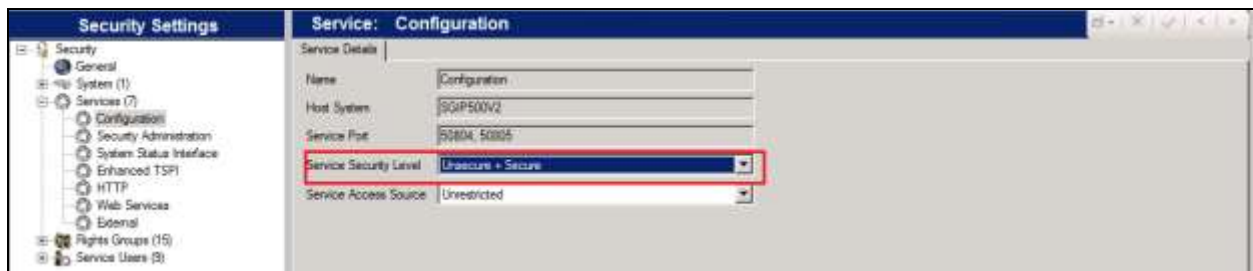 Security Settings
Security
General
System (1)
Services (7)
Configuration
Security Administration
System Status Interface
Enhanced TSPI
HTTP
Web Services
External
Rights Groups (15)
Service Users (9)
Service: Configuration
Service Details
Name Configuration
Host System SGIP500V2
Service Port 50804, 50805
Service Security Level Unsecure + Secure
Service Access Source Unrestricted